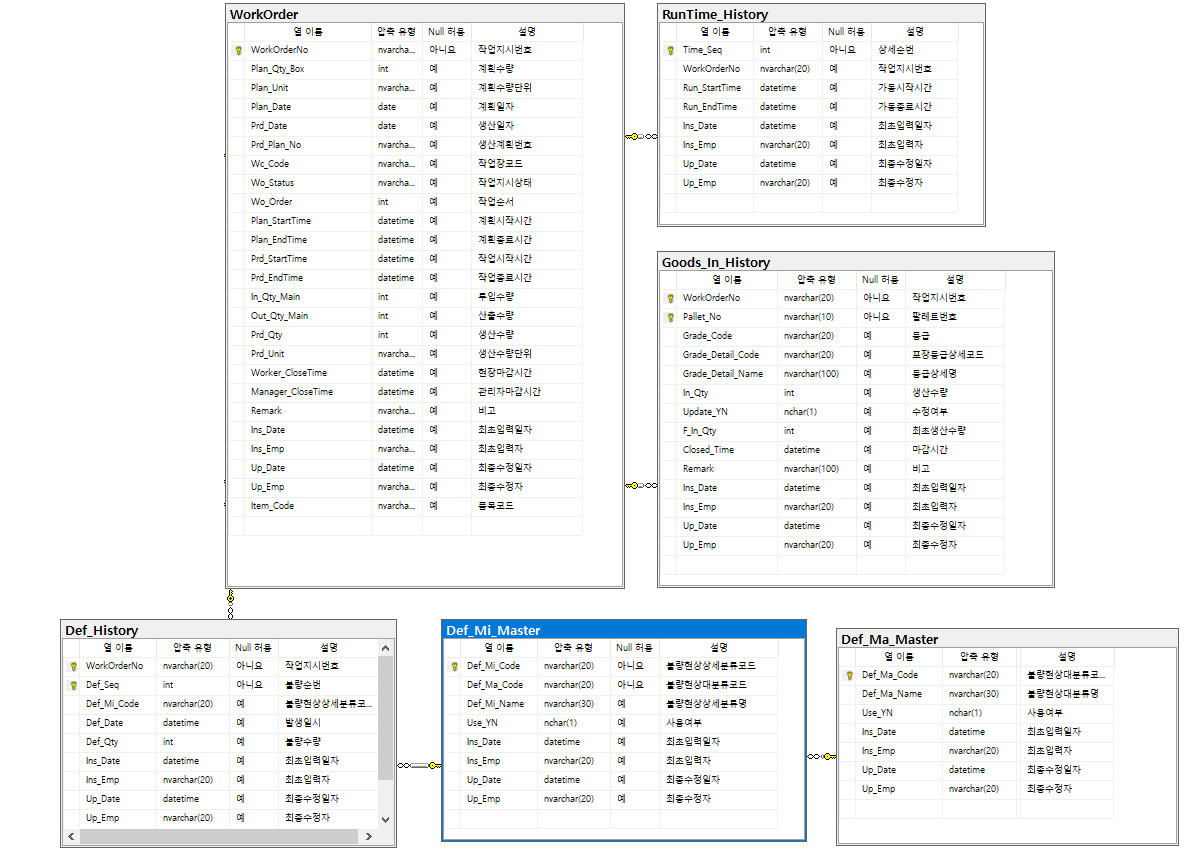 WorkOrder
열 이름 압축 유형 Null 허용 설명
WorkOrderNo nvarcha... 아니요 작업지시번호
Plan_Qty_Box int 예 계획수량
Plan_Unit nvarcha... 예 계획수량단위
Plan_Date date 예 계획일자
Prd_Date date 예 생산일자
Prd_Plan_No nvarcha... 예 생산계획번호
Wc_Code nvarcha... 예 작업장코드
Wo_Status nvarcha... 예 작업지시상태
Wo_Order int 예 작업순서
Plan_StartTime datetime 예 계획시작시간
Plan_EndTime datetime 예 계획종료시간
Prd_StartTime datetime 예 작업시작시간
Prd_EndTime datetime 예 작업종료시간
In_Qty_Main int 예 투입수량
Out_Qty_Main int 예 산출수량
Prd_Qty int 예 생산수량
Prd_Unit nvarcha... 예 생산수량단위
Worker_CloseTime datetime 예 현장마감시간
Manager_CloseTime datetime 예 관리자마감시간
Remark nvarcha... 예 비고
Ins_Date datetime 예 최초입력일자
Ins_Emp nvarcha... 예 최초입력자
Up_Date datetime 예 최종수정일자
Up_Emp nvarcha... 예 최종수정자
Item_Code nvarcha... 예 품목코드
RunTime_History
열 이름 압축 유형 Null 허용 설명
Time_Seq int 아니요 상세순번
WorkOrderNo nvarchar(20) 예 작업지시번호
Run_StartTime datetime 예 가동시작시간
Run_EndTime datetime 예 가동종료시간
Ins_Date datetime 예 최초입력일자
Ins_Emp nvarchar(20) 예 최초입력자
Up_Date datetime 예 최종수정일자
Up_Emp nvarchar(20) 예 최종수정자
Goods_In_History
열 이름 압축 유형 Null 허용 설명
WorkOrderNo nvarchar(20) 아니요 작업지시번호
Pallet_No nvarchar(10) 아니요 팔레트번호
Grade_Code nvarchar(20) 예 등급
Grade_Detail_Code nvarchar(20) 예 포장등급상세코드
Grade_Detail_Name nvarchar(100) 예 등급상세명
In_Qty int 예 생산수량
Update_YN nchar(1) 예 수정여부
F_In_Qty int 예 최초생산수량
Closed_Time datetime 예 마감시간
Remark nvarchar(100) 예 비고
Ins_Date datetime 예 최초입력일자
Ins_Emp nvarchar(20) 예 최초입력자
Up_Date datetime 예 최종수정일자
Up_Emp nvarchar(20) 예 최종수정자
Def_History
열 이름 압축 유형 Null 허용 설명
WorkOrderNo nvarchar(20) 아니요 작업지시번호
Def_Seq int 아니요 불량순번
Def_Mi_Code nvarchar(20) 예 불량현상상세분류코...
Def_Date datetime 예 발생일시
Def_Qty int 예 불량수량
Ins_Date datetime 예 최초입력일자
Ins_Emp nvarchar(20) 예 최초입력자
Up_Date datetime 예 최종수정일자
Up_Emp nvarchar(20) 예 최종수정자
Def_Mi_Master
열 이름 압축 유형 Null 허용 설명
Def_Mi_Code nvarchar(20) 아니요 불량현상상세분류코드
Def_Ma_Code nvarchar(20) 아니요 불량현상대분류코드
Def_Mi_Name nvarchar(30) 예 불량현상상세분류명
Use_YN nchar(1) 예 사용여부
Ins_Date datetime 예 최초입력일자
Ins_Emp nvarchar(20) 예 최초입력자
Up_Date datetime 예 최종수정일자
Up_Emp nvarchar(20) 예 최종수정자
Def_Ma_Master
열 이름 압축 유형 설명
Def_Ma_Code nvarchar(20) 불량현상대분류코...
Def_Ma_Name nvarchar(30) 불량현상대분류명
Use_YN nchar(1) 사용여부
Ins_Date datetime 최초입력일자
Ins_Emp nvarchar(20) 최초입력자
Up_Date datetime 최종수정일자
Up_Emp nvarchar(20) 최종수정자